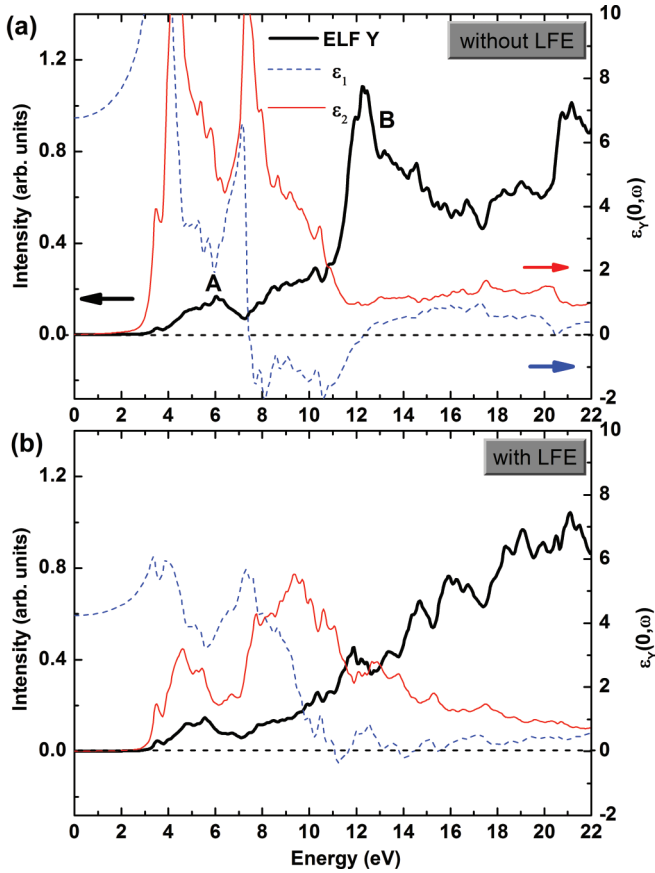 (a)
ELF Y
ε1
ε2
without LFE
A
B
Intensity (arb. units)
1.2
0.8
0.4
0.0
10
8
6
4
2
0
-2
εY(0,ω)
0 2 4 6 8 10 12 14 16 18 20 22
(b)
with LFE
Intensity (arb. units)
1.2
0.8
0.4
0.0
10
8
6
4
2
0
-2
εY(0,ω)
0 2 4 6 8 10 12 14 16 18 20 22
Energy (eV)